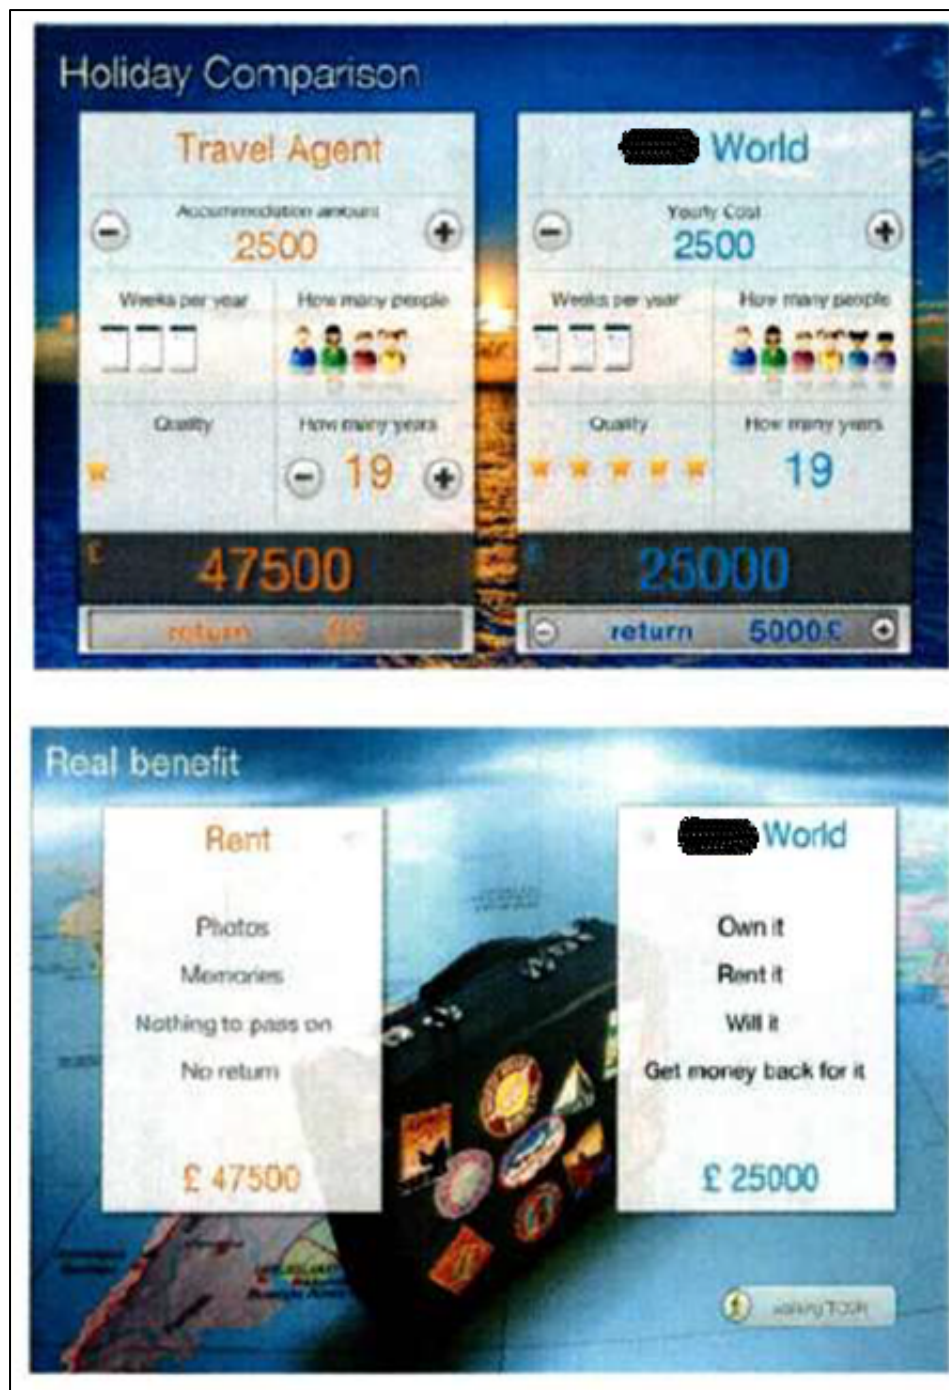 Holiday Comparison
Travel Agent
Accommodation amount
2500
Weeks per year
How many people
Quality
How many years
19
£
47500
return
World
Yearly Cost
2500
Weeks per year
How many people
Quality
How many years
19
£
25000
return 5000£
Real benefit
Rent
Photos
Memories
Nothing to pass on
No return
£ 47500
World
Own it
Rent it
Will it
Get money back for it
£ 25000
walking TOUR